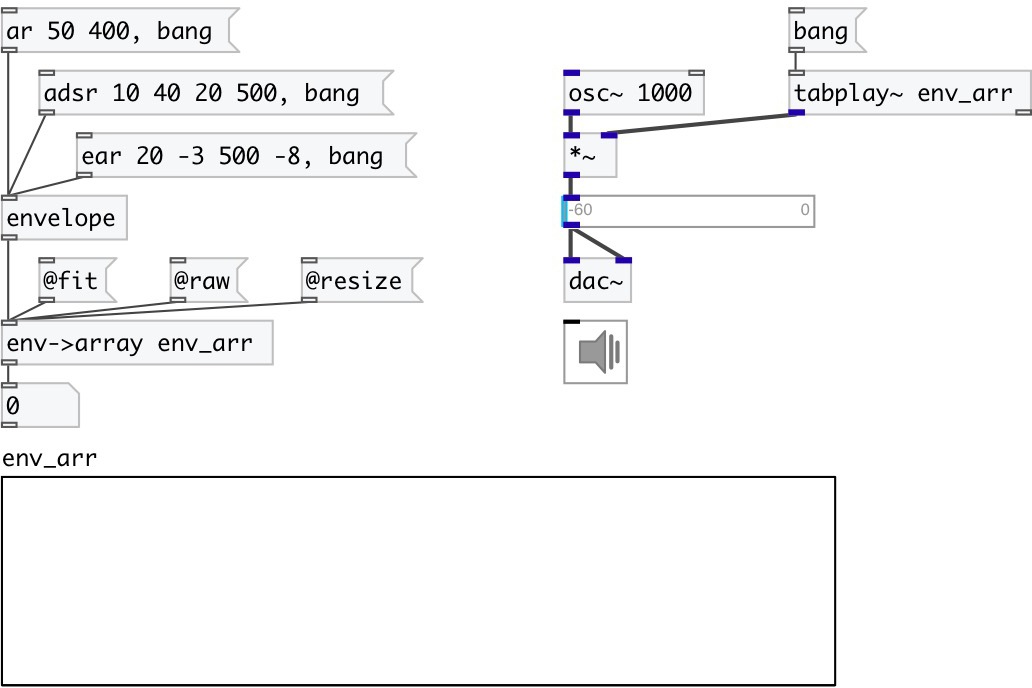 ar 50 400, bang
bang
adsr 10 40 20 500, bang
osc~ 1000
tabplay~ env_arr
ear 20 -3 500 -8, bang
*~
envelope
-60 0
@fit
@raw
@resize
dac~
env->array env_arr
0
env_arr